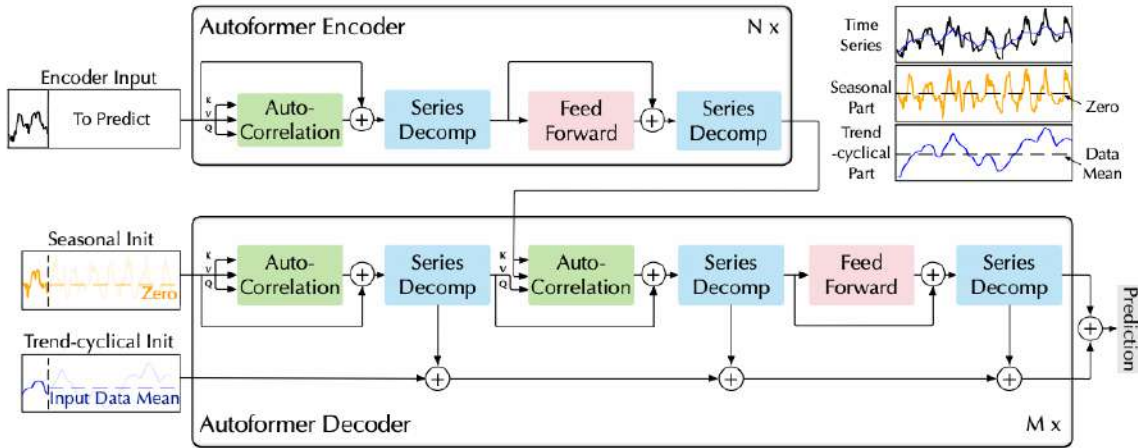 Autoformer Encoder
N x
Encoder Input
To Predict
K
V
Q
Auto-
Correlation
Series
Decomp
Feed
Forward
Series
Decomp
Time
Series
Seasonal
Part
Zero
Trend
-cyclical
Part
Data
Mean
Seasonal Init
Zero
K
V
Q
Auto-
Correlation
Series
Decomp
K
V
Q
Auto-
Correlation
Series
Decomp
Feed
Forward
Series
Decomp
Prediction
Trend-cyclical Init
Input Data Mean
Autoformer Decoder
M x